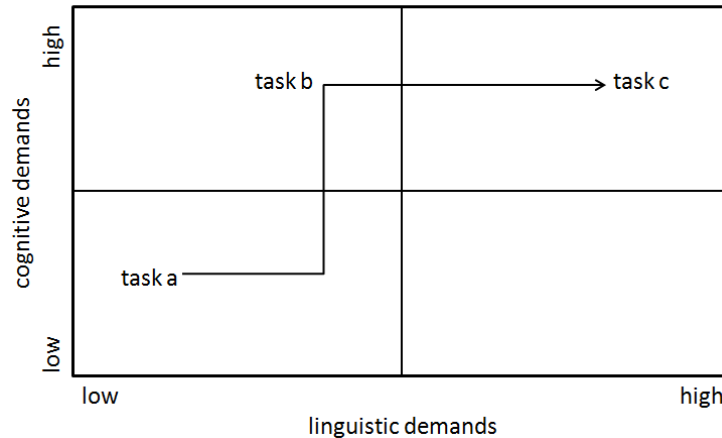 high
task b
task c
cognitive demands
task a
low
low
high
linguistic demands